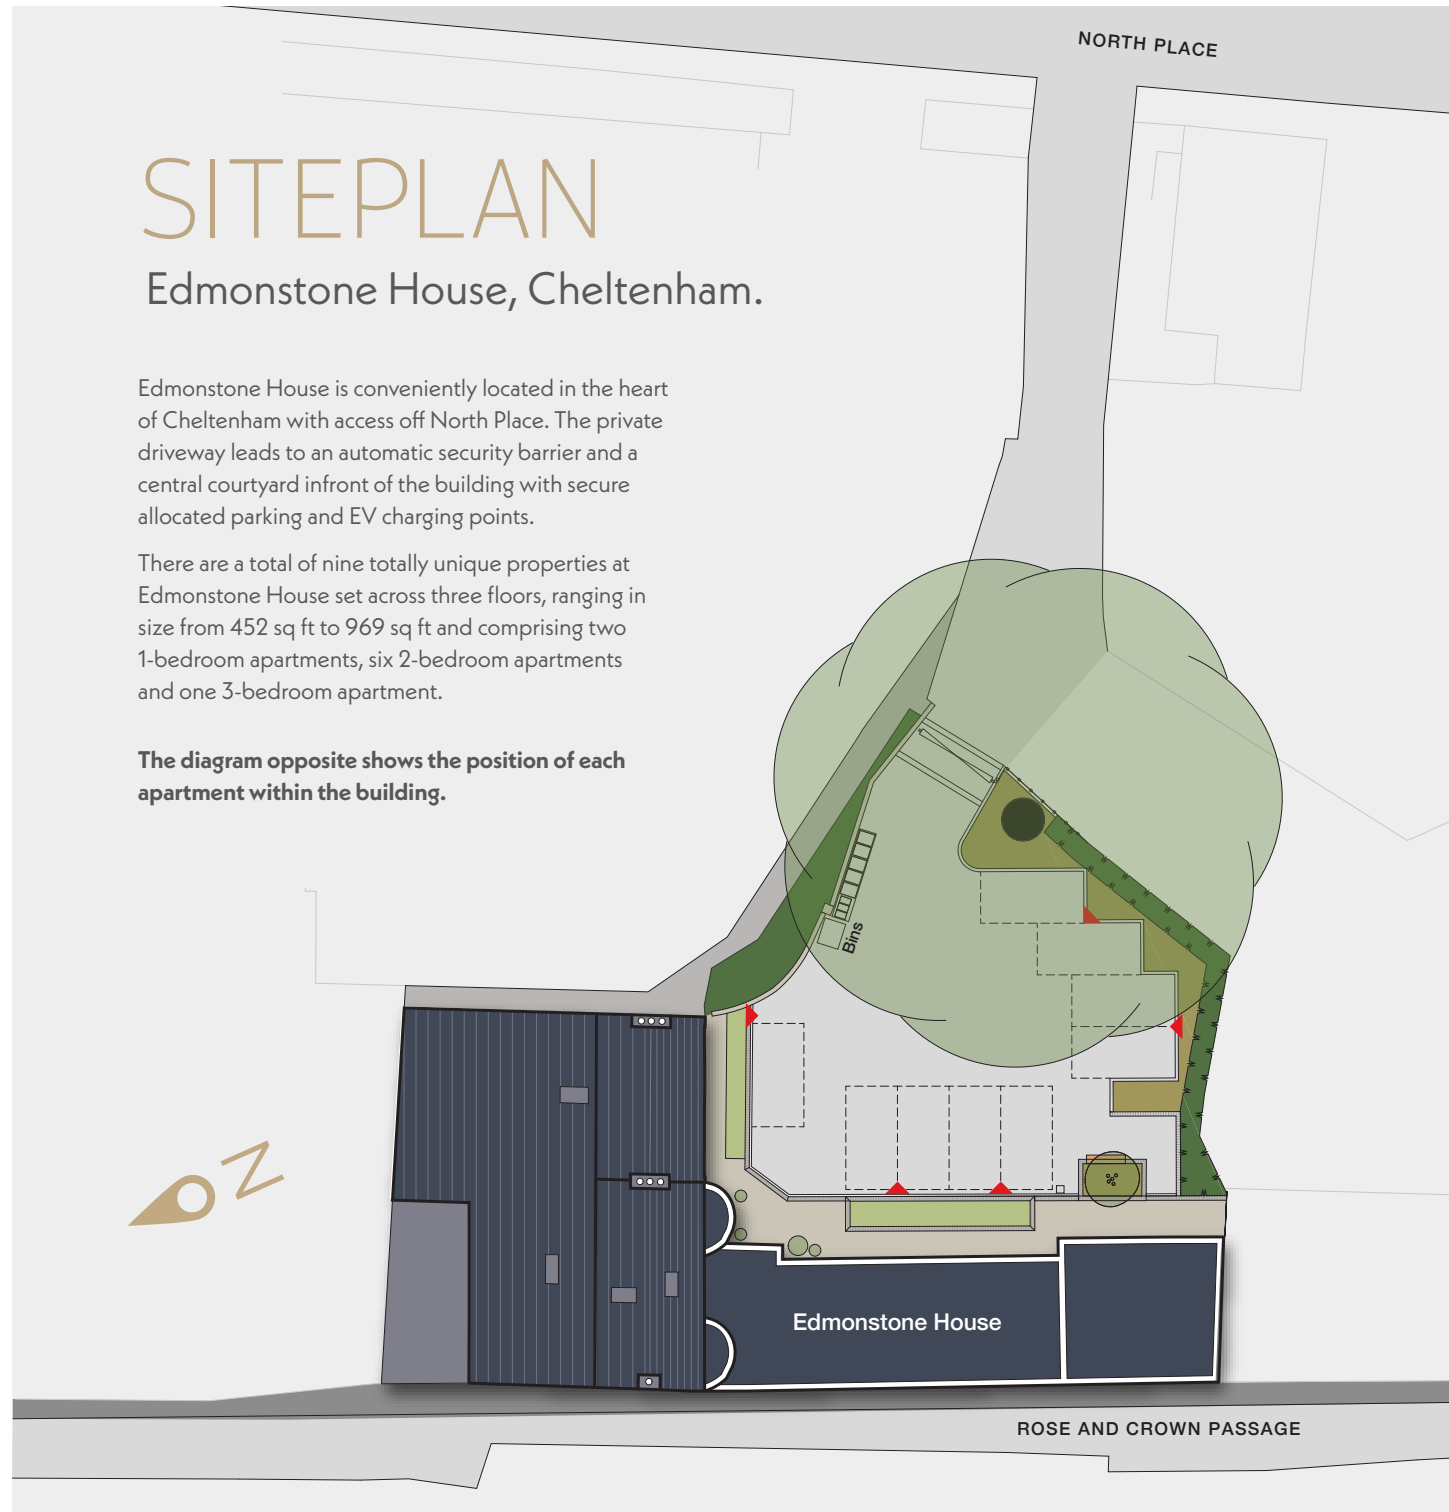 NORTH PLACE
SITEPLAN
Edmonstone House, Cheltenham.
Edmonstone House is conveniently located in the heart
of Cheltenham with access off North Place. The private
driveway leads to an automatic security barrier and a
central courtyard infront of the building with secure
allocated parking and EV charging points.
There are a total of nine totally unique properties at
Edmonstone House set across three floors, ranging in
size from 452 sq ft to 969 sq ft and comprising two
1-bedroom apartments, six 2-bedroom apartments
and one 3-bedroom apartment.
The diagram opposite shows the position of each
apartment within the building.
Bins
N
Edmonstone House
ROSE AND CROWN PASSAGE